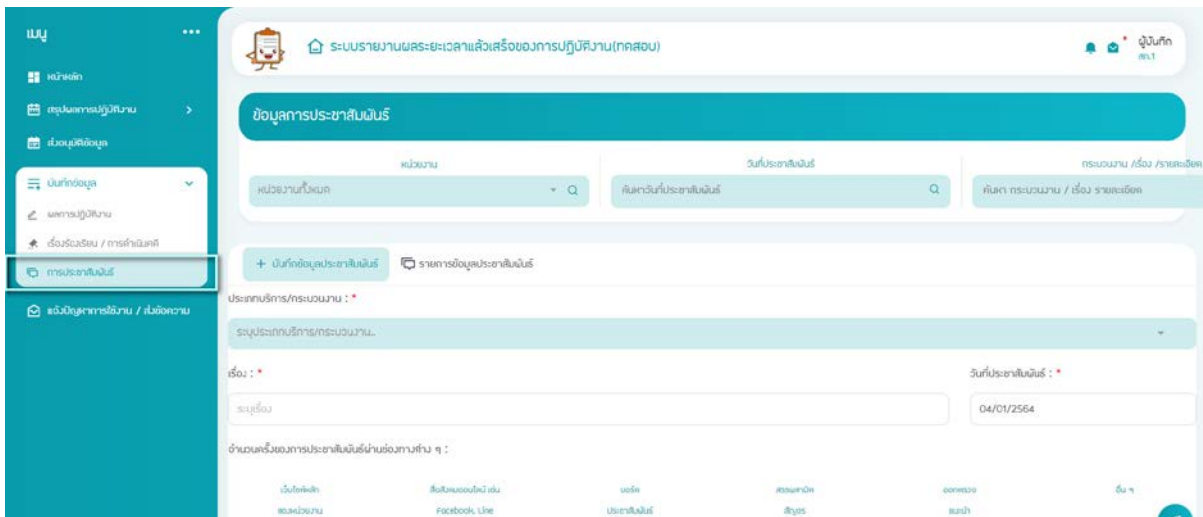 เมนู
หน้าหลัก
สรุปผลการปฏิบัติงาน
ส่งอนุมัติข้อมูล
บันทึกข้อมูล
ผลการปฏิบัติงาน
เรื่องร้องเรียน / การดำเนินคดี
การประชาสัมพันธ์
แจ้งปัญหาการใช้งาน / ส่งข้อความ
ระบบรายงานผลระยะเวลาแล้วเสร็จของการปฏิบัติงาน(ทดสอบ)
ผู้บันทึก
สก.1
ข้อมูลการประชาสัมพันธ์
หน่วยงาน วันที่ประชาสัมพันธ์ กระบวนงาน /เรื่อง /รายละเอียด
หน่วยงานทั้งหมด ค้นหาวันที่ประชาสัมพันธ์ ค้นหา กระบวนงาน / เรื่อง รายละเอียด
+ บันทึกข้อมูลประชาสัมพันธ์ รายการข้อมูลประชาสัมพันธ์
ประเภทบริการ/กระบวนงาน : *
ระบุประเภทบริการ/กระบวนงาน..
เรื่อง : * วันที่ประชาสัมพันธ์ : *
ระบุเรื่อง 04/01/2564
จำนวนครั้งของการประชาสัมพันธ์ผ่านช่องทางต่าง ๆ :
เว็บไซต์หลัก สื่อสังคมออนไลน์ เช่น บอร์ด สรรพสามิต ออกตรวจ อื่น ๆ
ของหน่วยงาน Facebook, Line ประชาสัมพันธ์ สัญจร แนะนำ